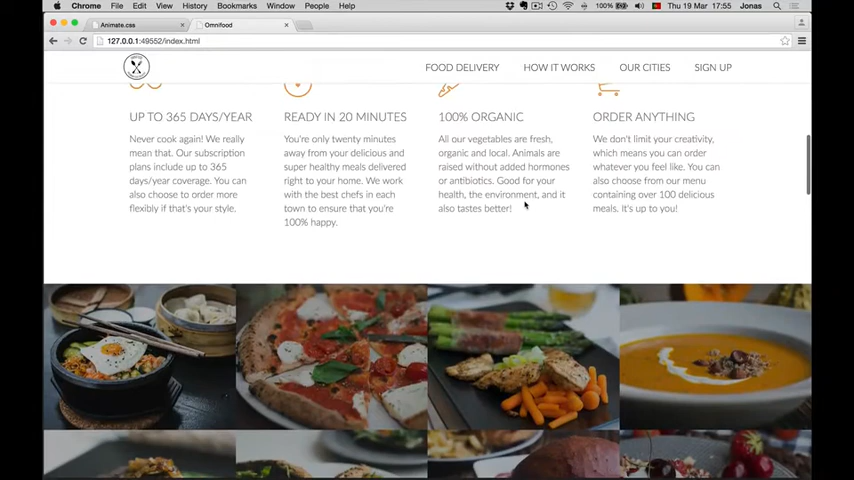 Chrome File Edit View History Bookmarks Window People Help 100% Thu 19 Mar 17:55 Jonas
Animate.css Omnifood
127.0.0.1:49552/index.html
FOOD DELIVERY HOW IT WORKS OUR CITIES SIGN UP
UP TO 365 DAYS/YEAR
Never cook again! We really
mean that. Our subscription
plans include up to 365
days/year coverage. You can
also choose to order more
flexibly if that's your style.
READY IN 20 MINUTES
You're only twenty minutes
away from your delicious and
super healthy meals delivered
right to your home. We work
with the best chefs in each
town to ensure that you're
100% happy.
100% ORGANIC
All our vegetables are fresh,
organic and local. Animals are
raised without added hormones
or antibiotics. Good for your
health, the environment, and it
also tastes better!
ORDER ANYTHING
We don't limit your creativity,
which means you can order
whatever you feel like. You can
also choose from our menu
containing over 100 delicious
meals. It's up to you!